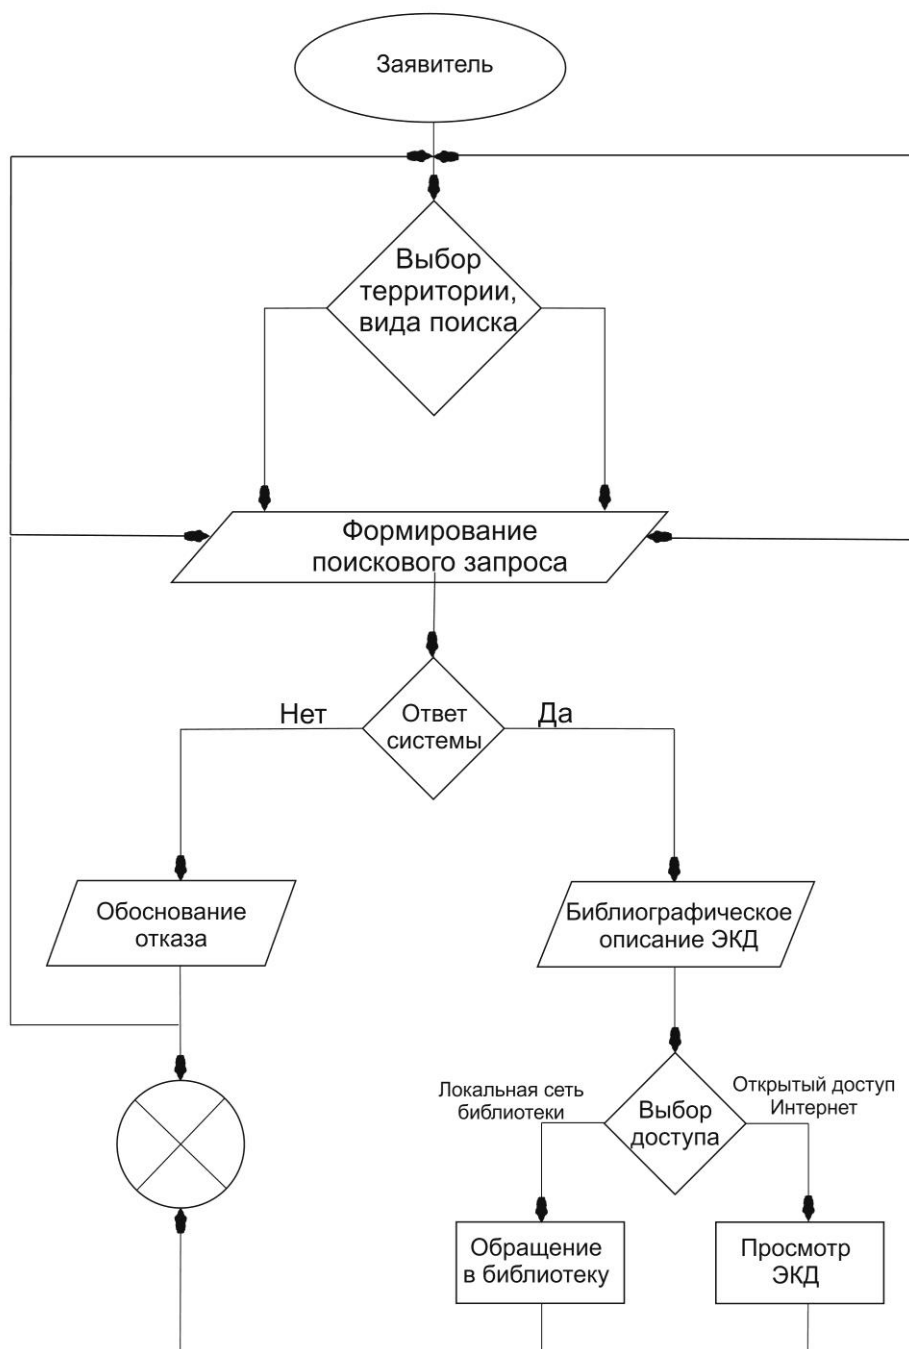 Заявитель
Выбор
территории,
вида поиска
Формирование
поискового запроса
Нет
Ответ
системы
Да
Обоснование
отказа
Библиографическое
описание ЭКД
Локальная сеть
библиотеки
Выбор
доступа
Открытый доступ
Интернет
Обращение
в библиотеку
Просмотр
ЭКД